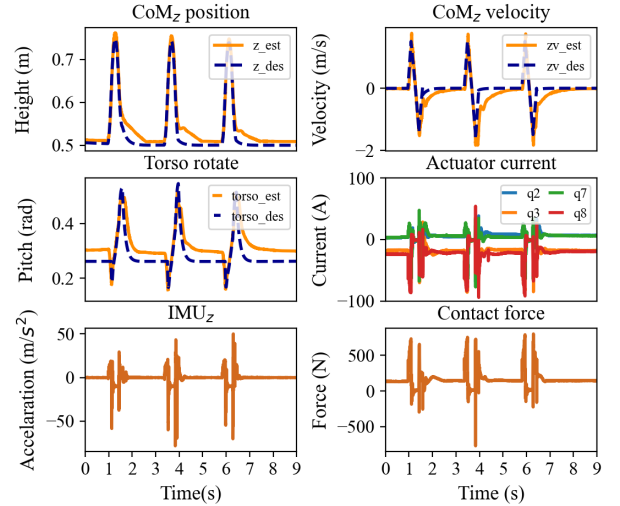 CoMz position
Height (m)
0.7
0.6
0.5
z_est
z_des
CoMz velocity
Velocity (m/s)
0
−2
zv_est
zv_des
Torso rotate
Pitch (rad)
0.4
0.2
torso_est
torso_des
Actuator current
Current (A)
100
0
−100
q2
q7
q3
q8
IMUz
Accelaration (m/s²)
50
0
−50
0 1 2 3 4 5 6 7 8 9
Time(s)
Contact force
Force (N)
500
0
−500
0 1 2 3 4 5 6 7 8 9
Time (s)